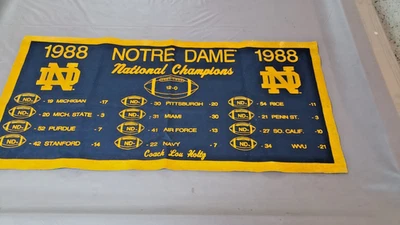 1988 NOTRE DAME 1988
National Champions
ND 12-0 ND
ND- - 19 MICHIGAN -17 ND- - 30 PITTSBURGH -20 ND- - 54 RICE -11
ND- - 20 MICH. STATE - 3 ND- - 31 MIAMI - 30 ND- - 21 PENN ST. - 3
ND- - 52 PURDUE - 7 ND- - 41 AIR FORCE - 13 ND- - 27 SO. CALIF. - 10
ND- - 42 STANFORD - 14 ND- - 22 NAVY - 7 ND- - 34 WVU -21
Coach Lou Holtz